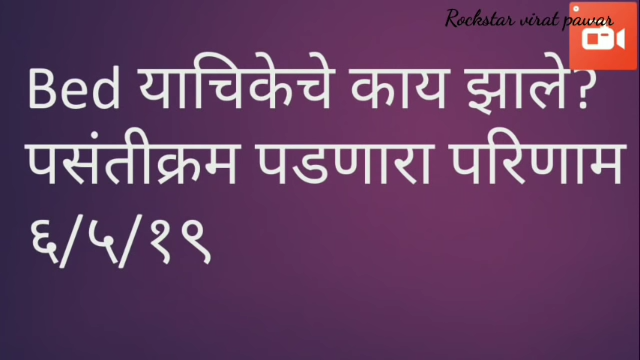 Rockstar virat pawar
Bed याचिकेचे काय झाले?
पसंतीक्रम पडणारा परिणाम
६/५/१९